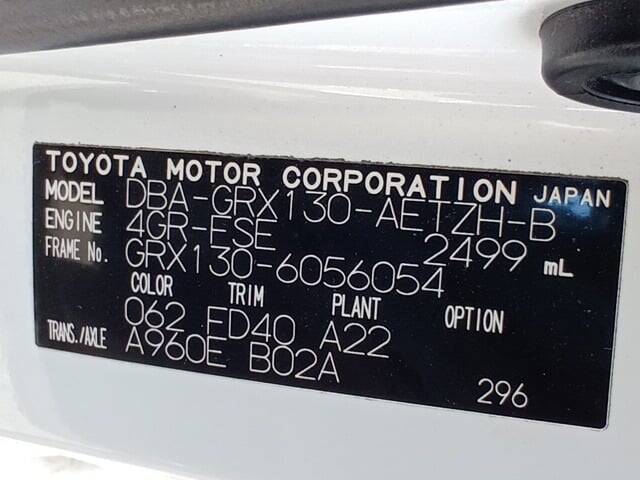 TOYOTA MOTOR CORPORATION JAPAN
MODEL DBA-GRX130-AETZH-B
ENGINE 4GR-FSE 2499 mL
FRAME No. GRX130-6056054
COLOR TRIM PLANT OPTION
062 FD40 A22
TRANS./AXLE A960E B02A
296